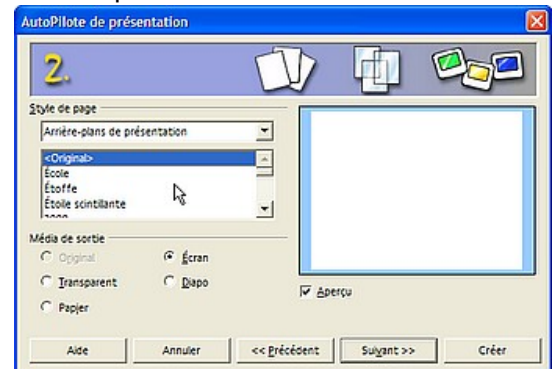 AutoPilote de présentation
2.
Style de page
Arrière-plans de présentation
<Original>
École
Étoffe
Étoile scintillante
Média de sortie
Original
Écran
Transparent
Diapo
Papier
Aperçu
Aide
Annuler
<< Précédent
Suivant >>
Créer